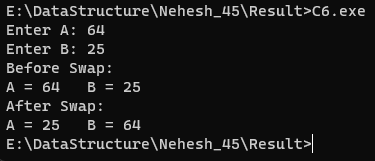 E:\DataStructure\Nehesh_45\Result>C6.exe
Enter A: 64
Enter B: 25
Before Swap:
A = 64   B = 25
After Swap:
A = 25   B = 64
E:\DataStructure\Nehesh_45\Result>